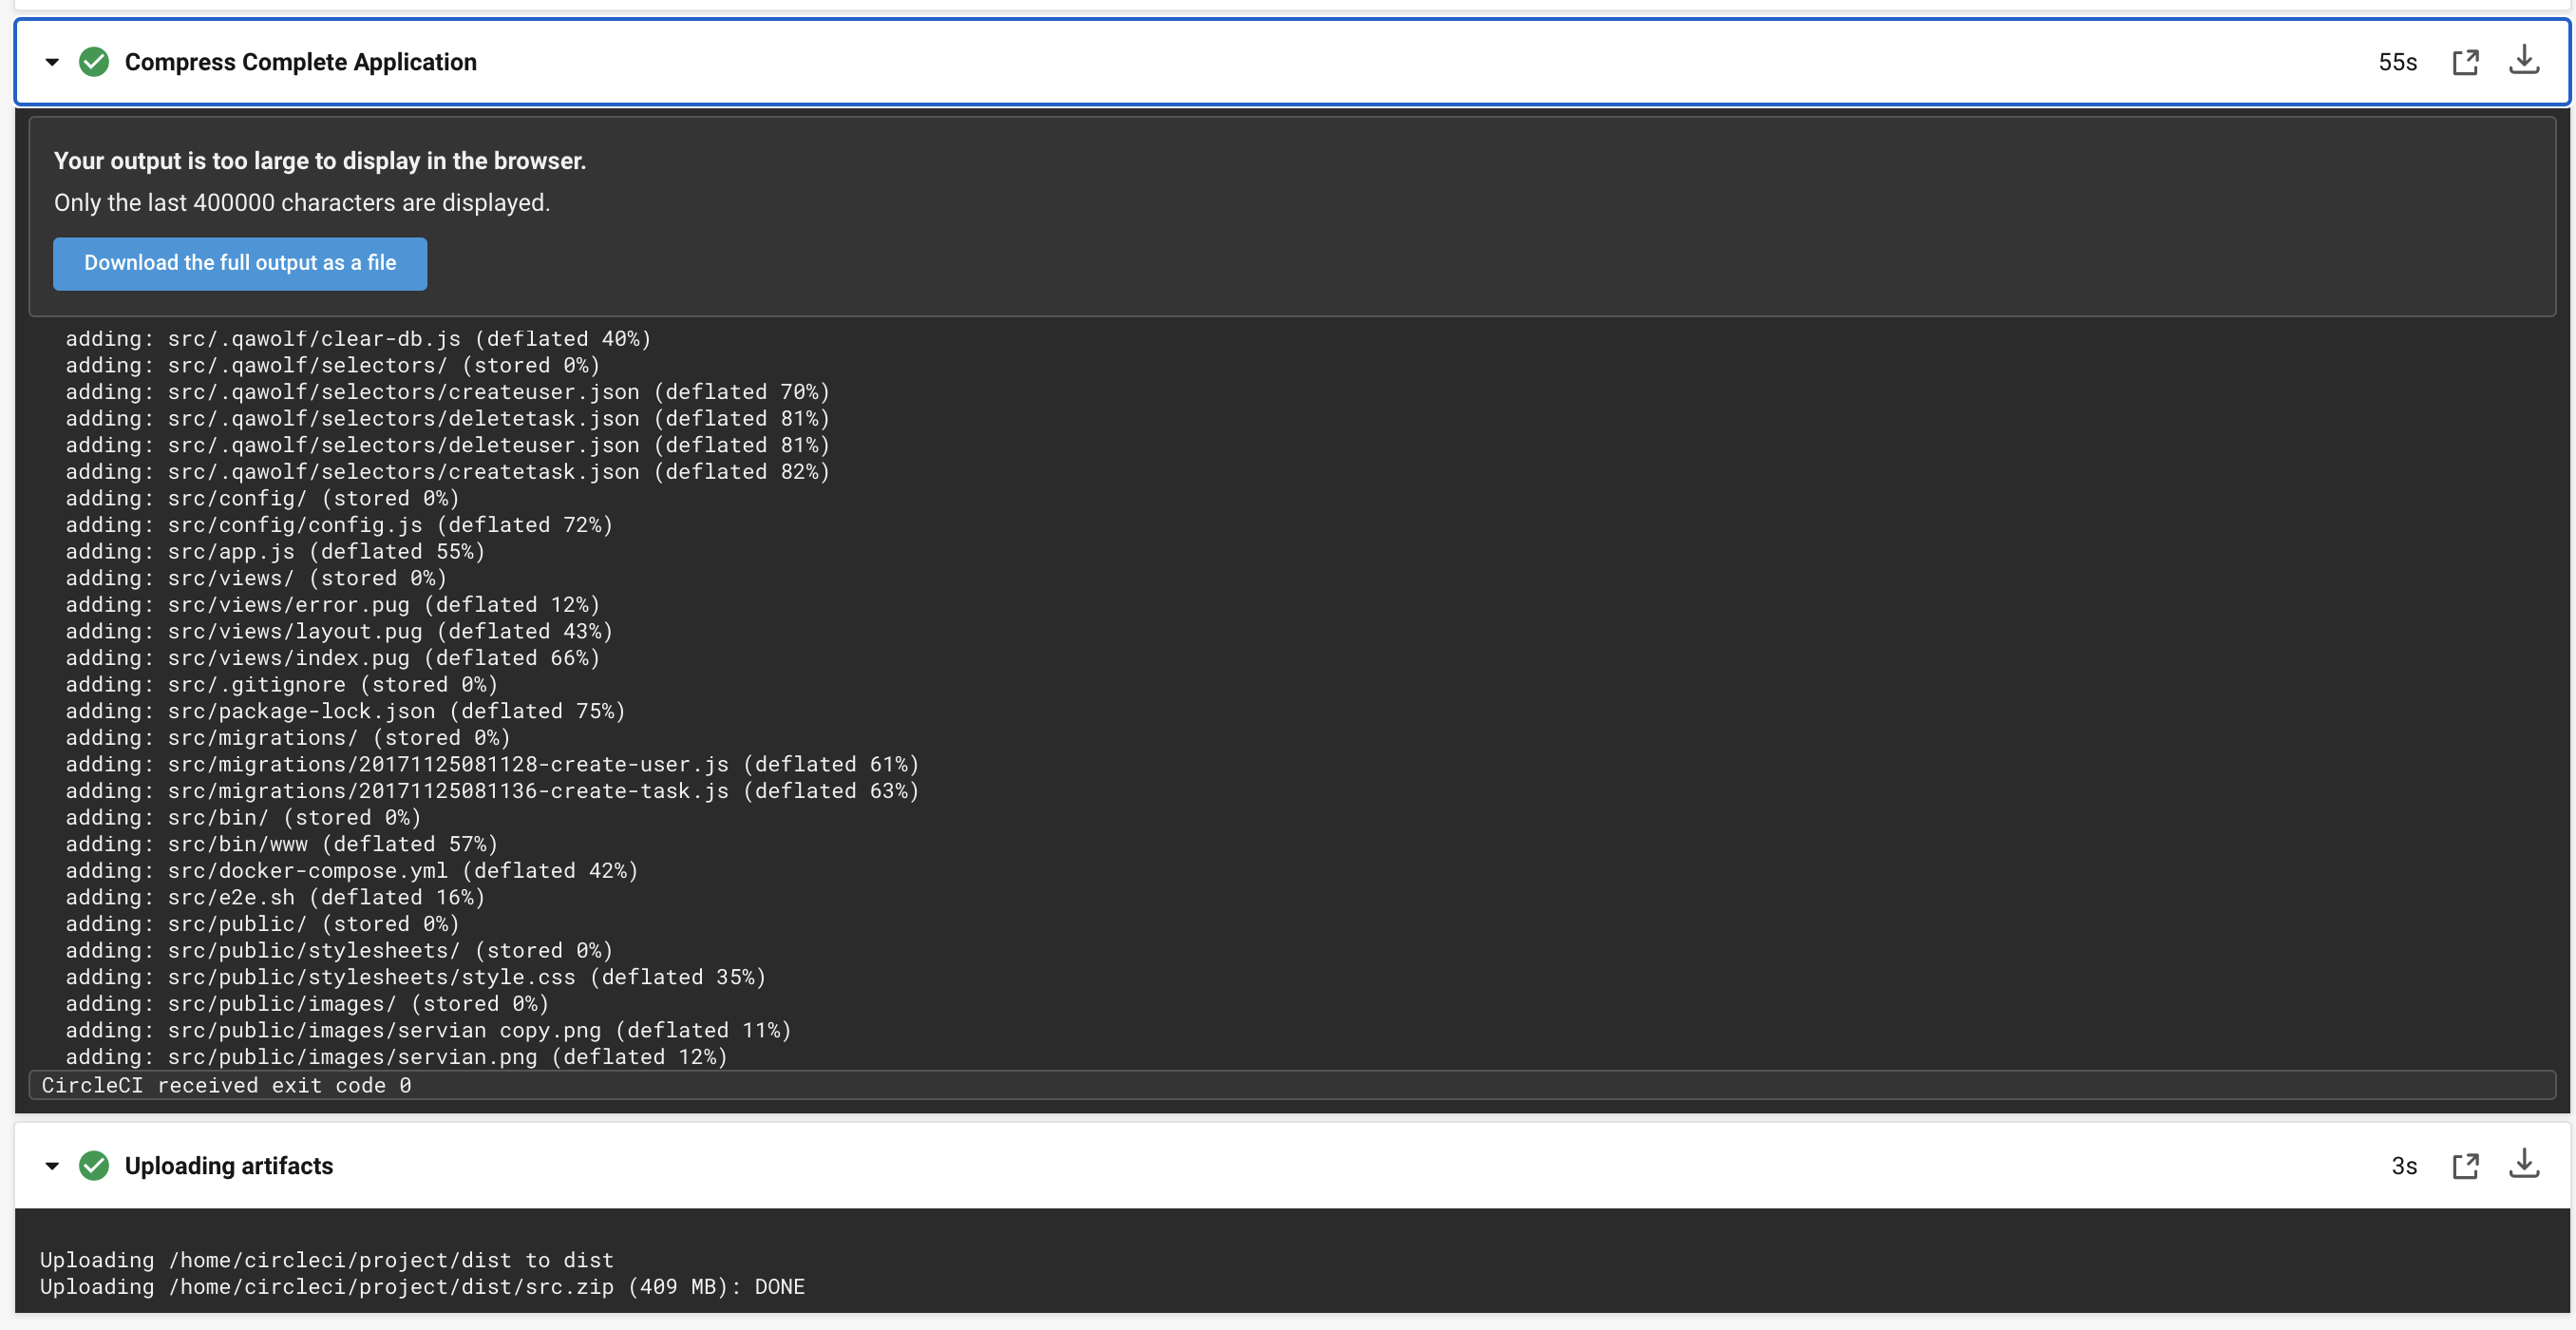 Compress Complete Application 55s
Your output is too large to display in the browser.
Only the last 400000 characters are displayed.
Download the full output as a file
adding: src/.qawolf/clear-db.js (deflated 40%)
adding: src/.qawolf/selectors/ (stored 0%)
adding: src/.qawolf/selectors/createuser.json (deflated 70%)
adding: src/.qawolf/selectors/deletetask.json (deflated 81%)
adding: src/.qawolf/selectors/deleteuser.json (deflated 81%)
adding: src/.qawolf/selectors/createtask.json (deflated 82%)
adding: src/config/ (stored 0%)
adding: src/config/config.js (deflated 72%)
adding: src/app.js (deflated 55%)
adding: src/views/ (stored 0%)
adding: src/views/error.pug (deflated 12%)
adding: src/views/layout.pug (deflated 43%)
adding: src/views/index.pug (deflated 66%)
adding: src/.gitignore (stored 0%)
adding: src/package-lock.json (deflated 75%)
adding: src/migrations/ (stored 0%)
adding: src/migrations/20171125081128-create-user.js (deflated 61%)
adding: src/migrations/20171125081136-create-task.js (deflated 63%)
adding: src/bin/ (stored 0%)
adding: src/bin/www (deflated 57%)
adding: src/docker-compose.yml (deflated 42%)
adding: src/e2e.sh (deflated 16%)
adding: src/public/ (stored 0%)
adding: src/public/stylesheets/ (stored 0%)
adding: src/public/stylesheets/style.css (deflated 35%)
adding: src/public/images/ (stored 0%)
adding: src/public/images/servian copy.png (deflated 11%)
adding: src/public/images/servian.png (deflated 12%)
CircleCI received exit code 0
Uploading artifacts 3s
Uploading /home/circleci/project/dist to dist
Uploading /home/circleci/project/dist/src.zip (409 MB): DONE